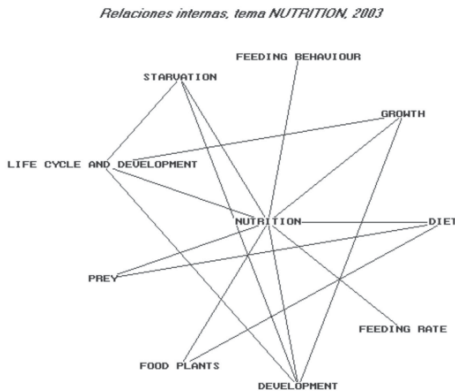 Relaciones internas, tema NUTRITION, 2003
FEEDING BEHAVIOUR
STARVATION
GROWTH
LIFE CYCLE AND DEVELOPMENT
NUTRITION
DIET
PREY
FEEDING RATE
FOOD PLANTS
DEVELOPMENT